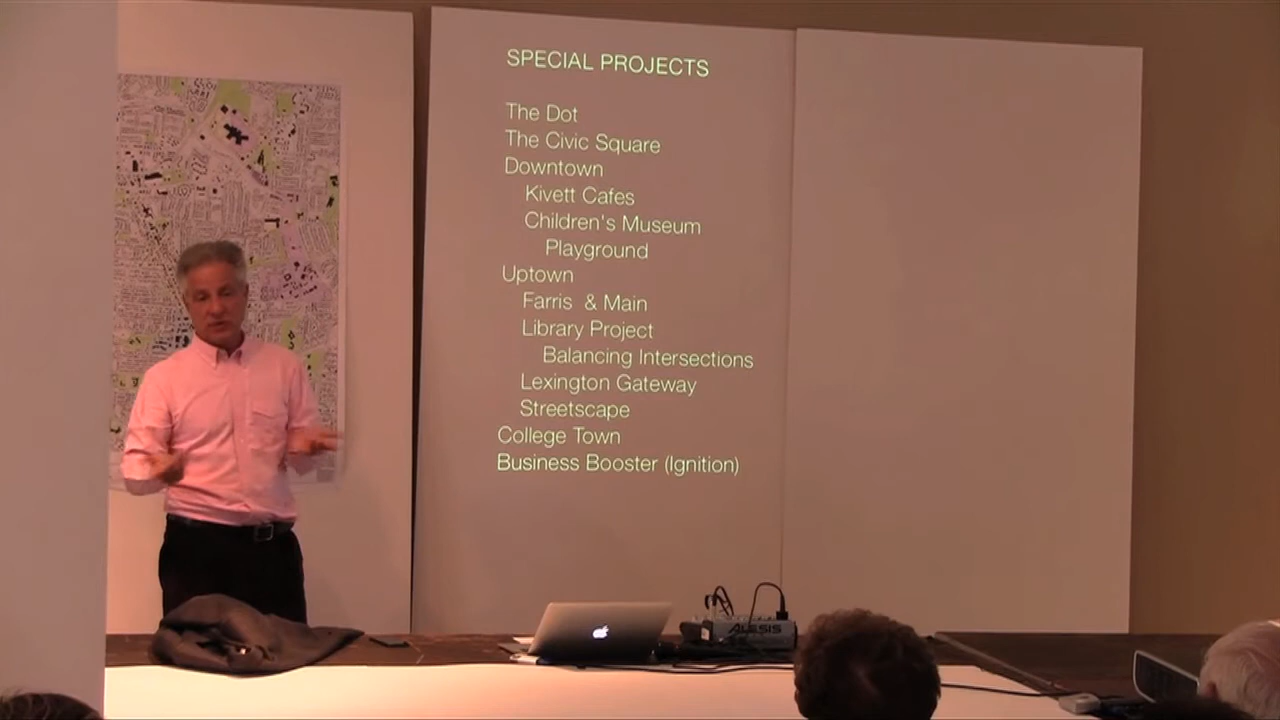 SPECIAL PROJECTS
The Dot
The Civic Square
Downtown
Kivett Cafes
Children's Museum
Playground
Uptown
Farris & Main
Library Project
Balancing Intersections
Lexington Gateway
Streetscape
College Town
Business Booster (Ignition)
ALESIS